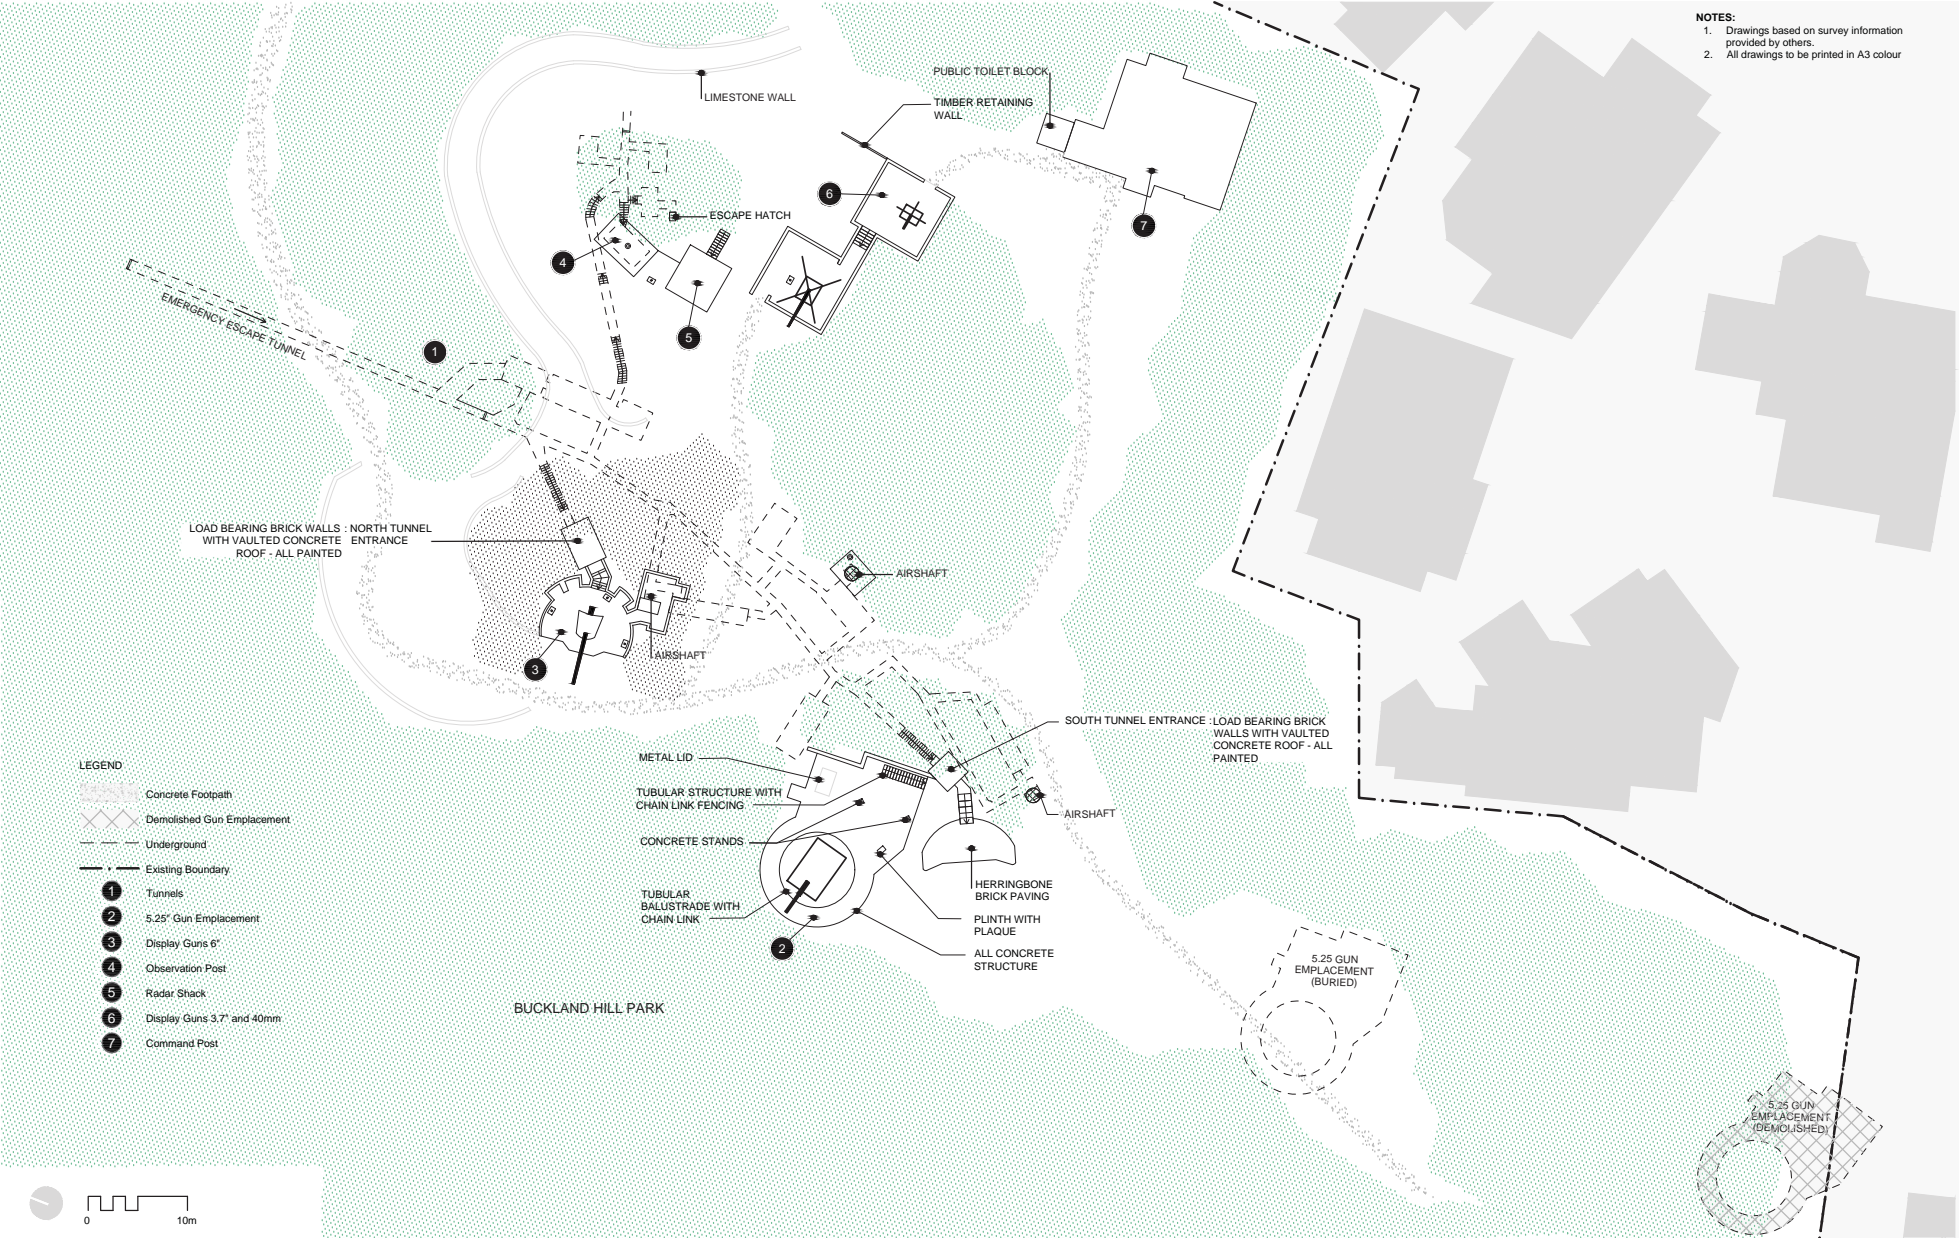 NOTES:
1. Drawings based on survey information
provided by others.
2. All drawings to be printed in A3 colour
PUBLIC TOILET BLOCK
LIMESTONE WALL
TIMBER RETAINING
WALL
6
ESCAPE HATCH
7
4
EMERGENCY ESCAPE TUNNEL
5
1
LOAD BEARING BRICK WALLS : NORTH TUNNEL
WITH VAULTED CONCRETE ENTRANCE
ROOF - ALL PAINTED
AIRSHAFT
AIRSHAFT
3
SOUTH TUNNEL ENTRANCE : LOAD BEARING BRICK
WALLS WITH VAULTED
CONCRETE ROOF - ALL
PAINTED
METAL LID
TUBULAR STRUCTURE WITH
CHAIN LINK FENCING
AIRSHAFT
CONCRETE STANDS
TUBULAR
BALUSTRADE WITH
CHAIN LINK
HERRINGBONE
BRICK PAVING
PLINTH WITH
PLAQUE
2
ALL CONCRETE
STRUCTURE
5.25 GUN
EMPLACEMENT
(BURIED)
BUCKLAND HILL PARK
5.25 GUN
EMPLACEMENT
(DEMOLISHED)
LEGEND
Concrete Footpath
Demolished Gun Emplacement
Underground
Existing Boundary
1 Tunnels
2 5.25" Gun Emplacement
3 Display Guns 6"
4 Observation Post
5 Radar Shack
6 Display Guns 3.7" and 40mm
7 Command Post
0 10m